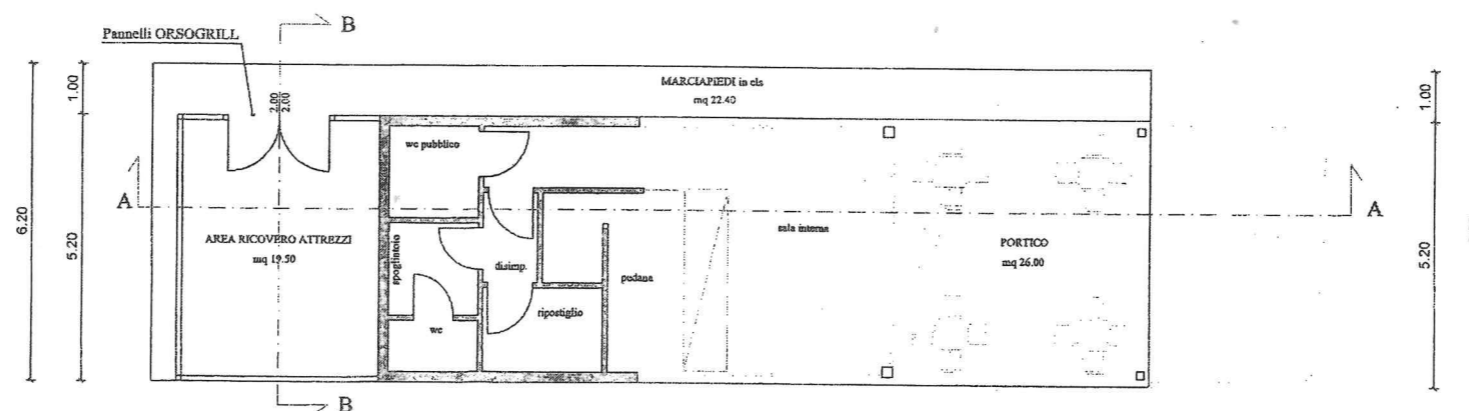 B
Pannelli ORSOGRILL
MARCIAPIEDI in cls
mq 22.40
1.00
1.00
2.00
2.00
wc pubblico
A
A
6.20
5.20
5.20
AREA RICOVERO ATTREZZI
mq 19.50
spogliatoio
disimp.
pedana
sala interna
PORTICO
mq 26.00
ripostiglio
wc
B